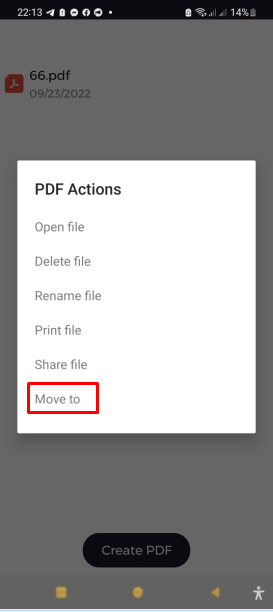 22:13
14%
66.pdf
09/23/2022
PDF Actions
Open file
Delete file
Rename file
Print file
Share file
Move to
Create PDF